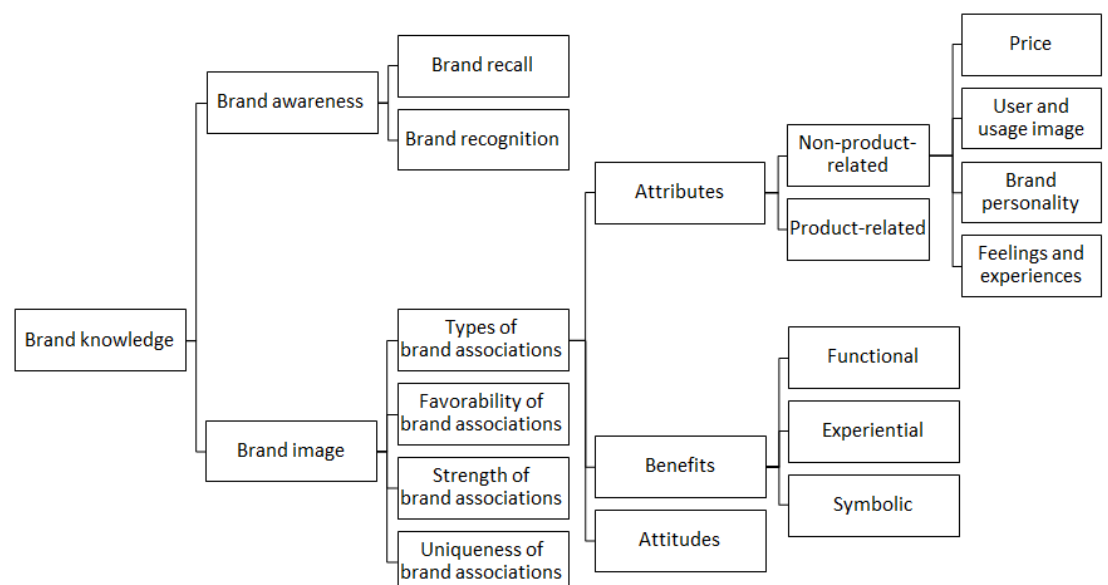 Brand knowledge
Brand awareness
Brand recall
Brand recognition
Brand image
Types of
brand associations
Favorability of
brand associations
Strength of
brand associations
Uniqueness of
brand associations
Attributes
Non-product-
related
Price
User and
usage image
Brand
personality
Feelings and
experiences
Product-related
Benefits
Functional
Experiential
Symbolic
Attitudes